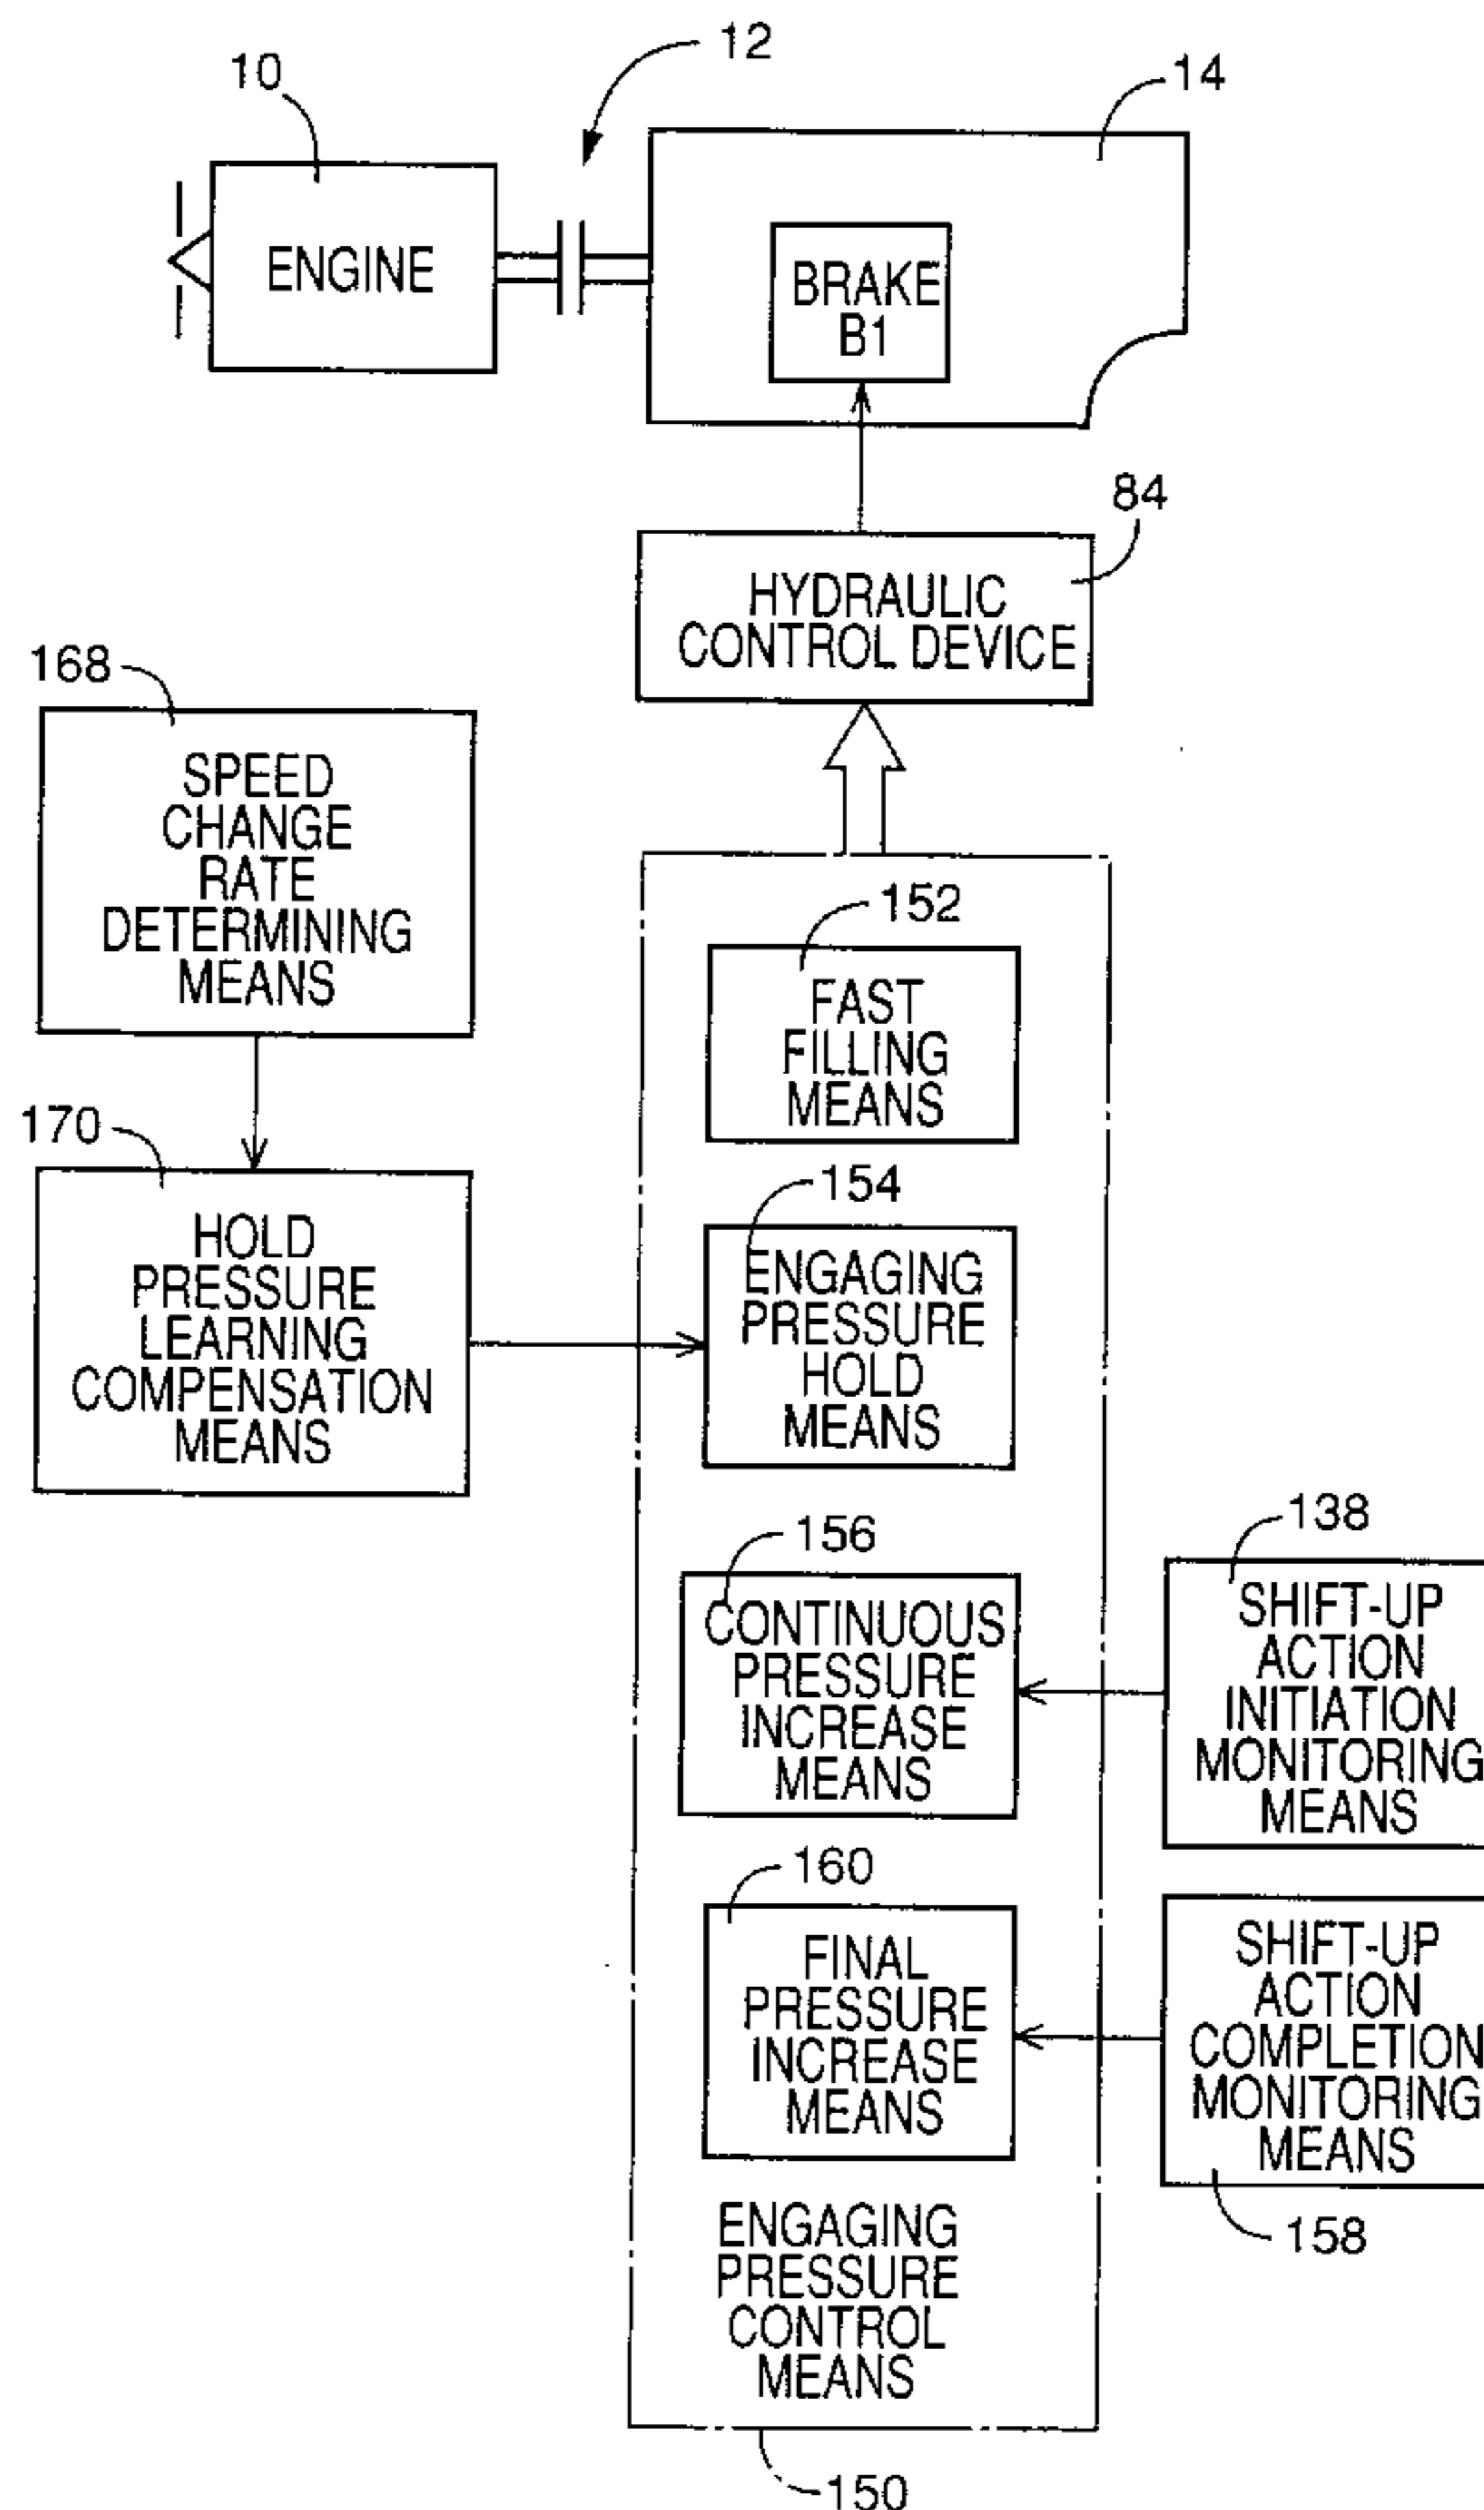 12
10
14
ENGINE
BRAKE
B1
84
HYDRAULIC
CONTROL DEVICE
168
SPEED
CHANGE
RATE
DETERMINING
MEANS
152
FAST
FILLING
MEANS
170
HOLD
PRESSURE
LEARNING
COMPENSATION
MEANS
154
ENGAGING
PRESSURE
HOLD
MEANS
156
CONTINUOUS
PRESSURE
INCREASE
MEANS
138
SHIFT-UP
ACTION
INITIATION
MONITORING
MEANS
160
FINAL
PRESSURE
INCREASE
MEANS
SHIFT-UP
ACTION
COMPLETION
MONITORING
MEANS
158
ENGAGING
PRESSURE
CONTROL
MEANS
150